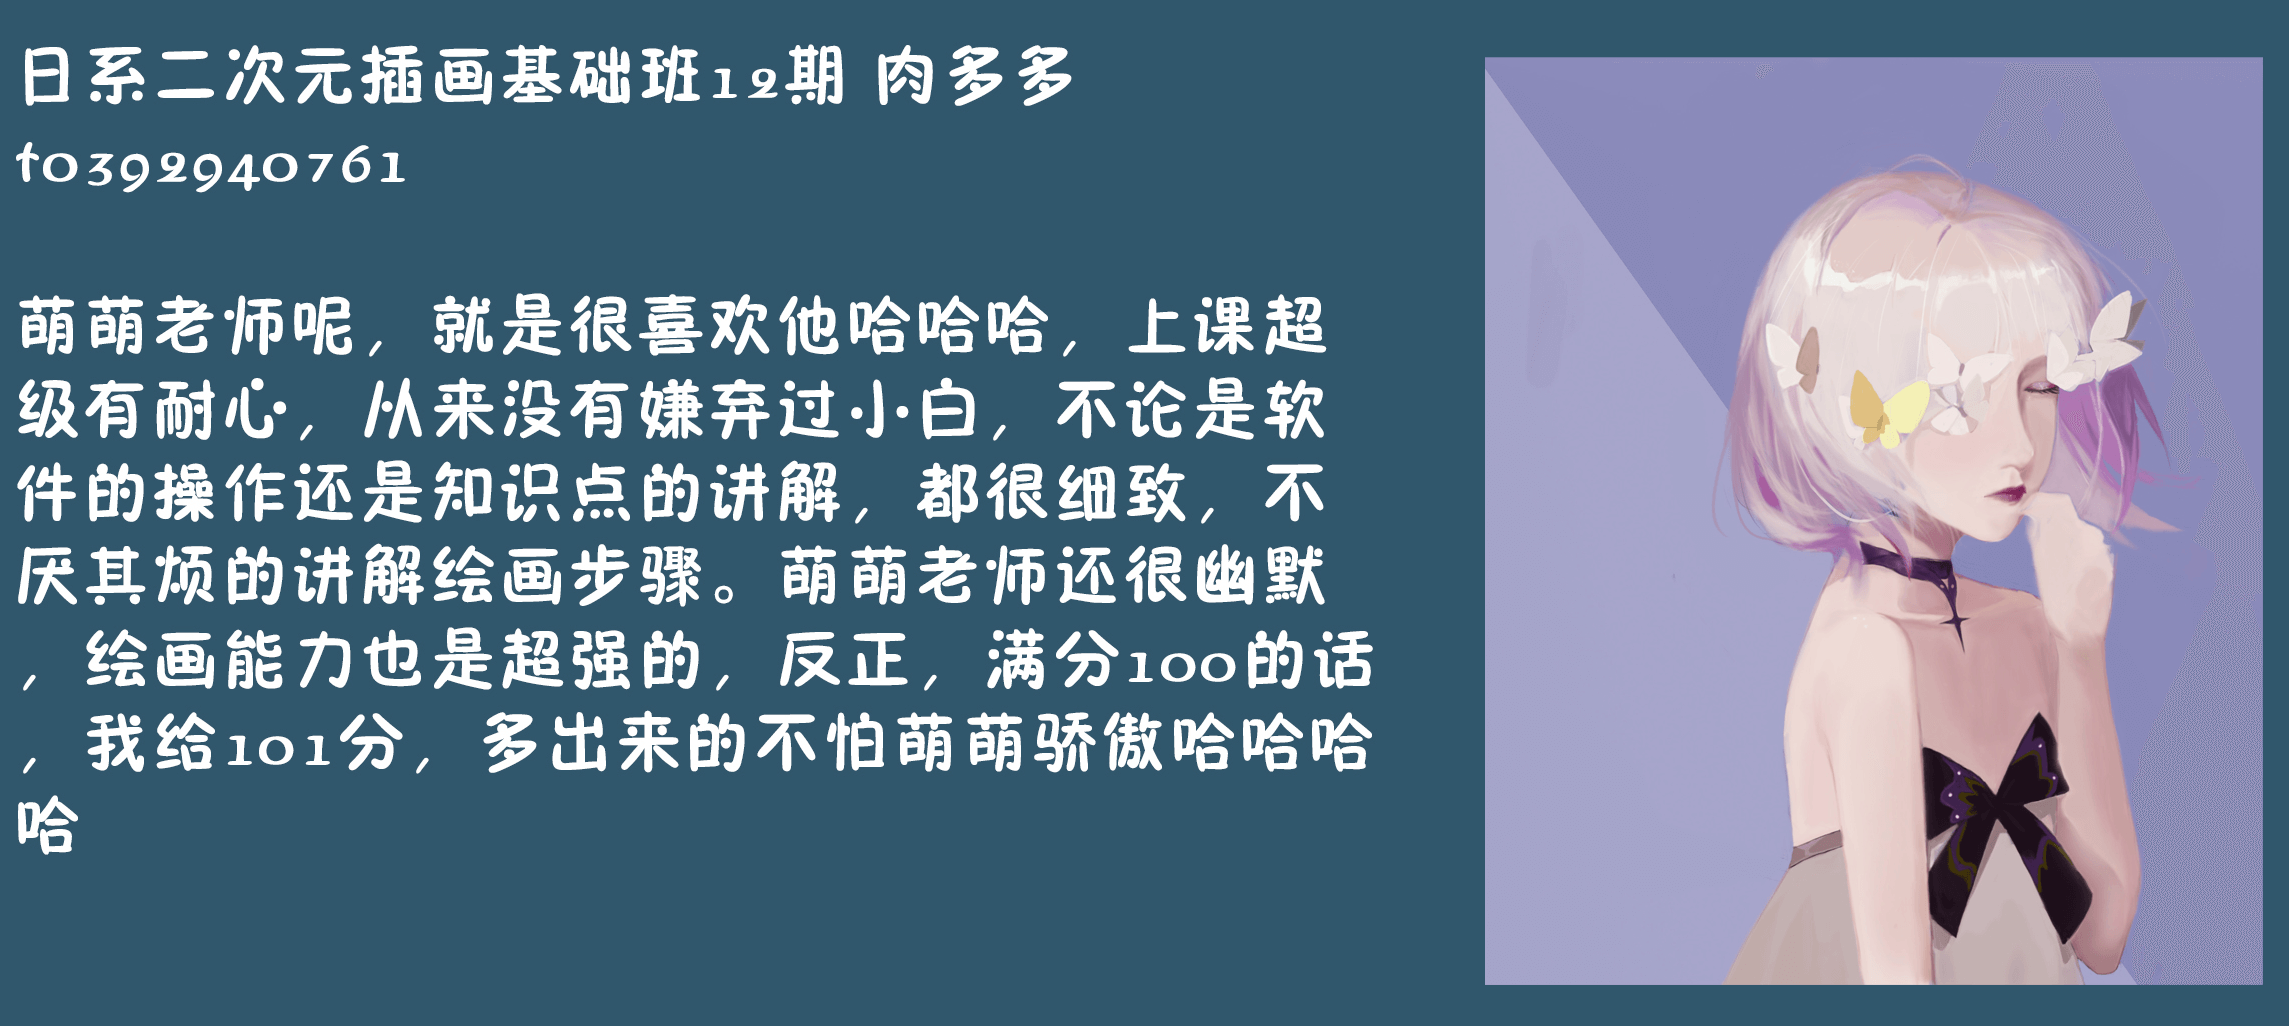 日系二次元插画基础班12期 肉多多
f0392940761
萌萌老师呢，就是很喜欢他哈哈哈，上课超
级有耐心，从来没有嫌弃过小白，不论是软
件的操作还是知识点的讲解，都很细致，不
厌其烦的讲解绘画步骤。萌萌老师还很幽默
，绘画能力也是超强的，反正，满分100的话
，我给101分，多出来的不怕萌萌骄傲哈哈哈
哈